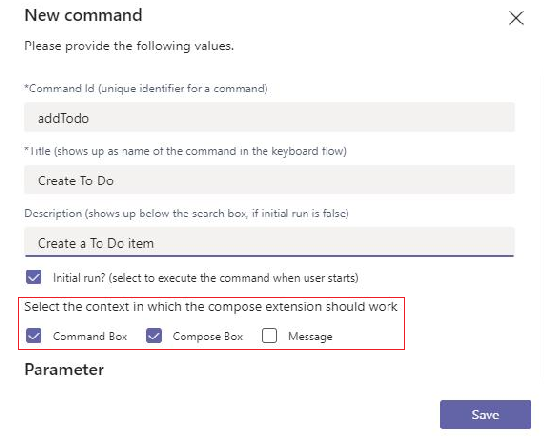 New command
Please provide the following values.
*Command Id (unique identifier for a command)
addTodo
*Title (shows up as name of the command in the keyboard flow)
Create To Do
Description (shows up below the search box, if initial run is false)
Create a To Do item
Initial run? (select to execute the command when user starts)
Select the context in which the compose extension should work
Command Box Compose Box Message
Parameter
Save